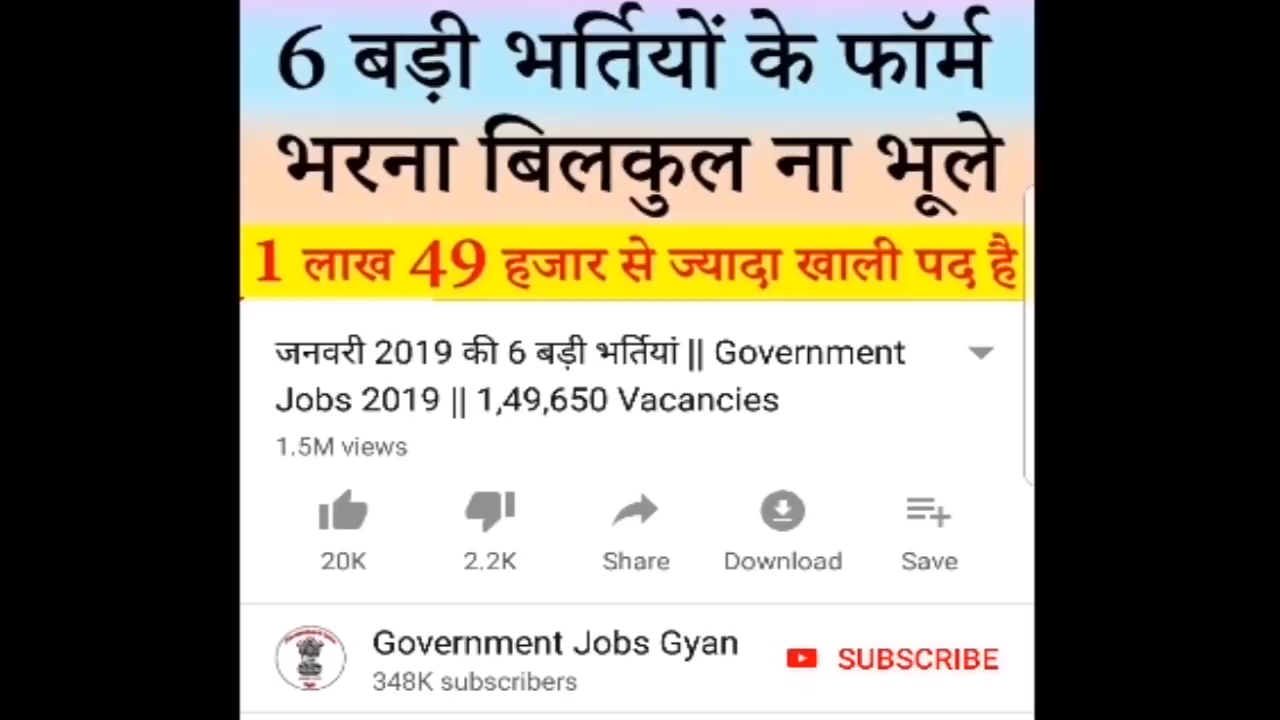 6 बड़ी भर्तियों के फॉर्म
भरना बिलकुल ना भूले
1 लाख 49 हजार से ज्यादा खाली पद है
जनवरी 2019 की 6 बड़ी भर्तियां || Government
Jobs 2019 || 1,49,650 Vacancies
1.5M views
20K 2.2K Share Download Save
Government Jobs Gyan
348K subscribers
SUBSCRIBE